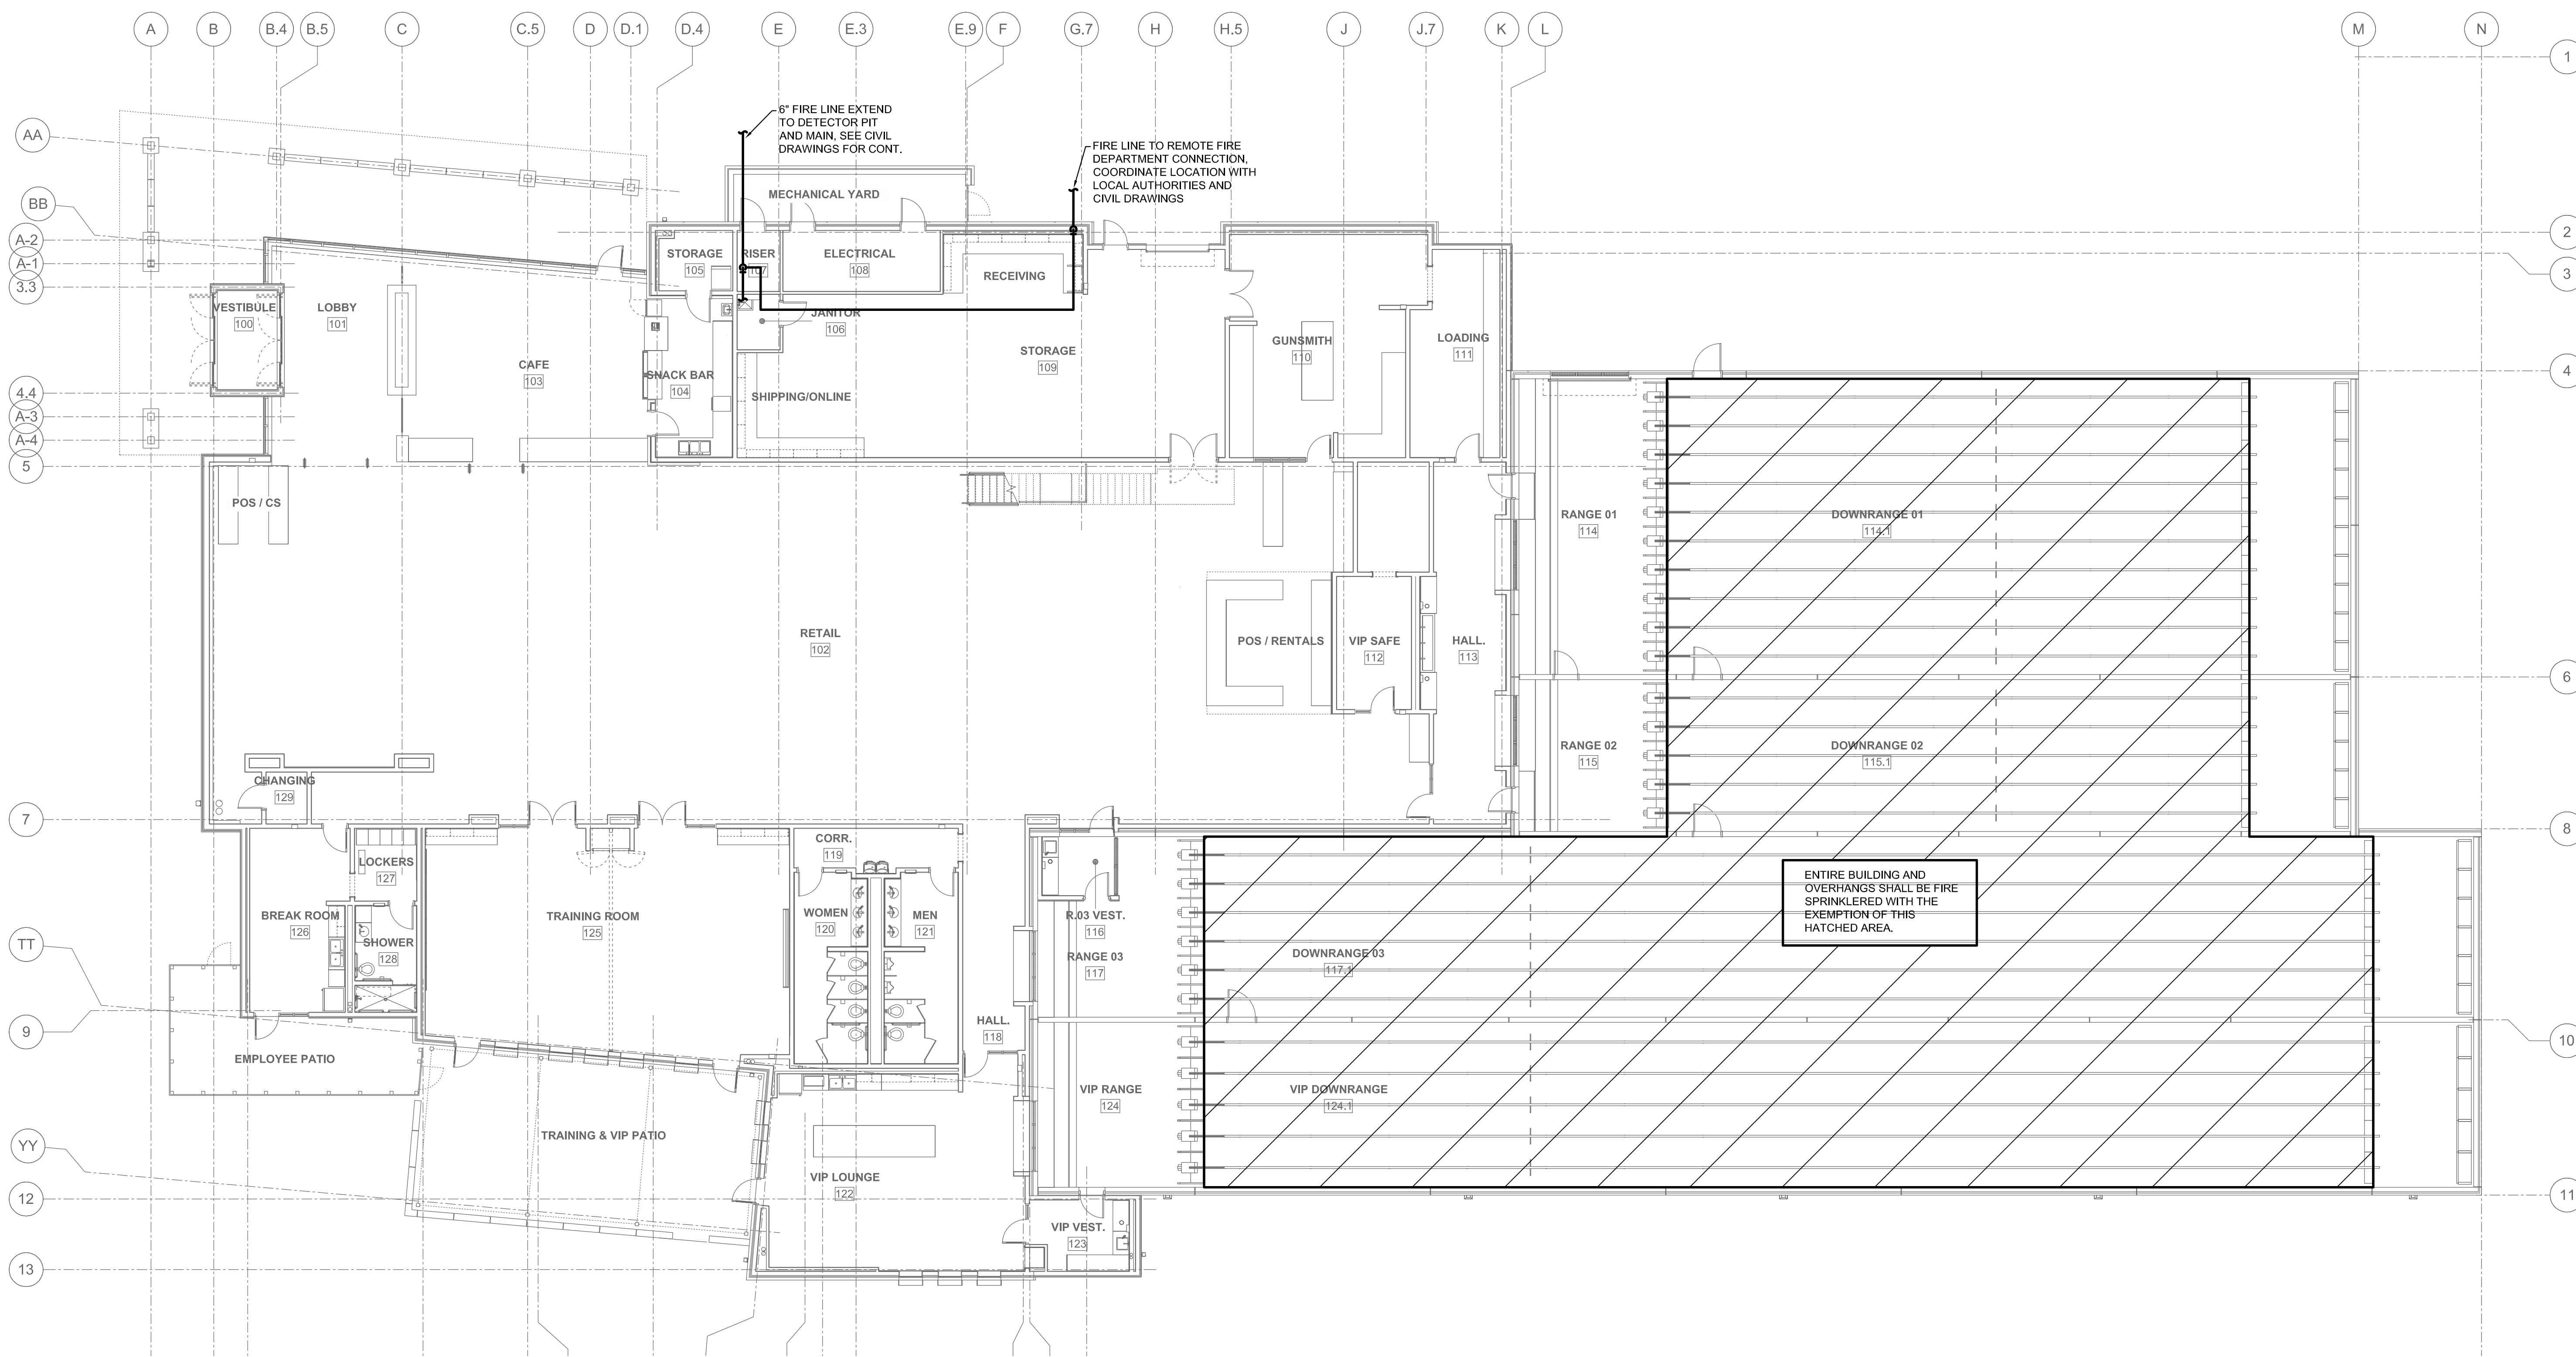 A
B
B.4
B.5
C
C.5
D
D.1
D.4
E
E.3
E.9
F
G.7
H
H.5
J
J.7
K
L
M
N
1
6" FIRE LINE EXTEND
TO DETECTOR PIT
AND MAIN, SEE CIVIL
DRAWINGS FOR CONT.
FIRE LINE TO REMOTE FIRE
DEPARTMENT CONNECTION,
COORDINATE LOCATION WITH
LOCAL AUTHORITIES AND
CIVIL DRAWINGS
AA
BB
MECHANICAL YARD
A-2
A-1
3.3
2
3
STORAGE
105
RISER
107
ELECTRICAL
108
RECEIVING
VESTIBULE
100
LOBBY
101
JANITOR
106
CAFE
103
SNACK BAR
104
STORAGE
109
GUNSMITH
110
LOADING
111
SHIPPING/ONLINE
4.4
A-3
A-4
5
4
POS / CS
RANGE 01
114
DOWNRANGE 01
114.1
RETAIL
102
POS / RENTALS
VIP SAFE
112
HALL.
113
6
RANGE 02
115
DOWNRANGE 02
115.1
CHANGING
129
7
8
CORR.
119
LOCKERS
127
BREAK ROOM
126
SHOWER
128
TRAINING ROOM
125
WOMEN
120
MEN
121
R.03 VEST.
116
RANGE 03
117
DOWNRANGE 03
117.1
ENTIRE BUILDING AND
OVERHANGS SHALL BE FIRE
SPRINKLERED WITH THE
EXEMPTION OF THIS
HATCHED AREA.
TT
9
HALL.
118
10
EMPLOYEE PATIO
VIP RANGE
124
VIP DOWNRANGE
124.1
TRAINING & VIP PATIO
YY
VIP LOUNGE
122
12
11
VIP VEST.
123
13